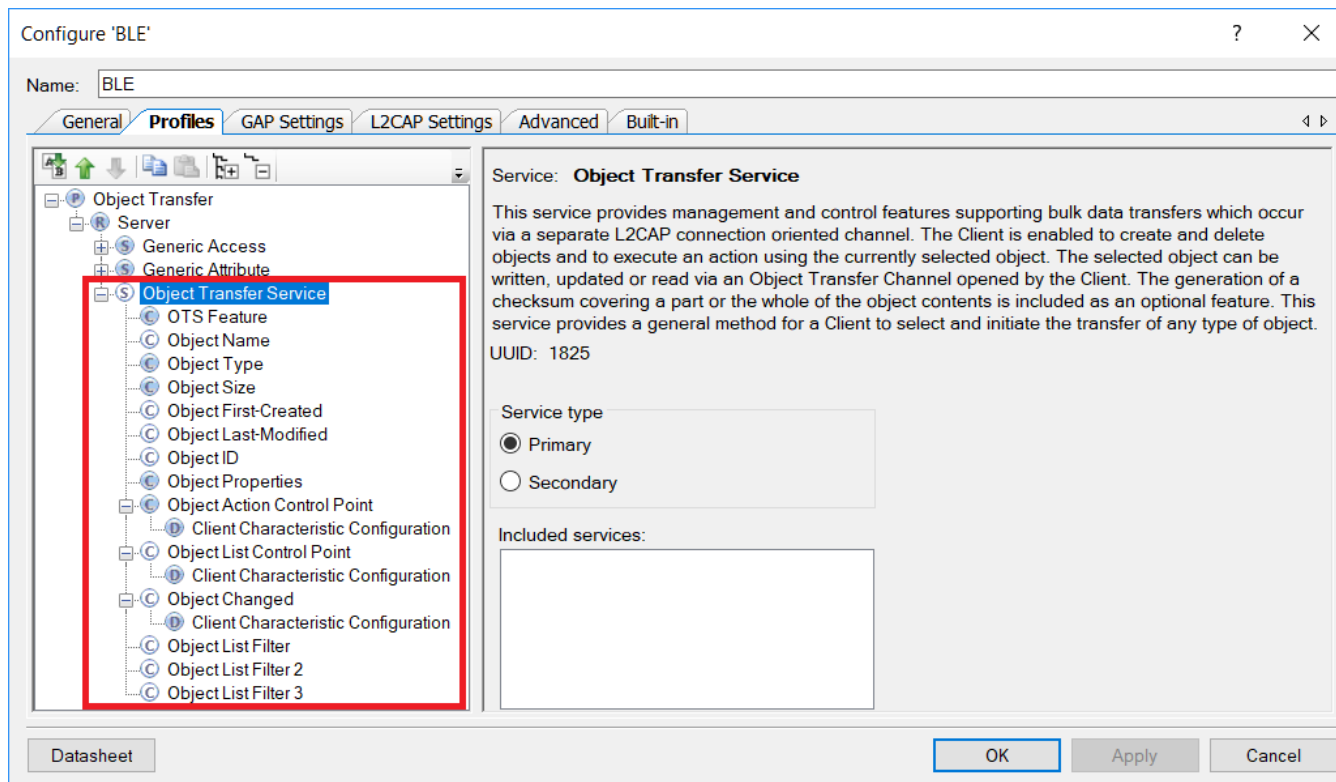 Configure 'BLE'
?
Name: BLE
General Profiles GAP Settings L2CAP Settings Advanced Built-in
A B
P Object Transfer
R Server
S Generic Access
S Generic Attribute
S Object Transfer Service
C OTS Feature
C Object Name
C Object Type
C Object Size
C Object First-Created
C Object Last-Modified
C Object ID
C Object Properties
C Object Action Control Point
D Client Characteristic Configuration
C Object List Control Point
D Client Characteristic Configuration
C Object Changed
D Client Characteristic Configuration
C Object List Filter
C Object List Filter 2
C Object List Filter 3
Service: Object Transfer Service
This service provides management and control features supporting bulk data transfers which occur
via a separate L2CAP connection oriented channel. The Client is enabled to create and delete
objects and to execute an action using the currently selected object. The selected object can be
written, updated or read via an Object Transfer Channel opened by the Client. The generation of a
checksum covering a part or the whole of the object contents is included as an optional feature. This
service provides a general method for a Client to select and initiate the transfer of any type of object.
UUID: 1825
Service type
Primary
Secondary
Included services:
Datasheet
OK
Apply
Cancel